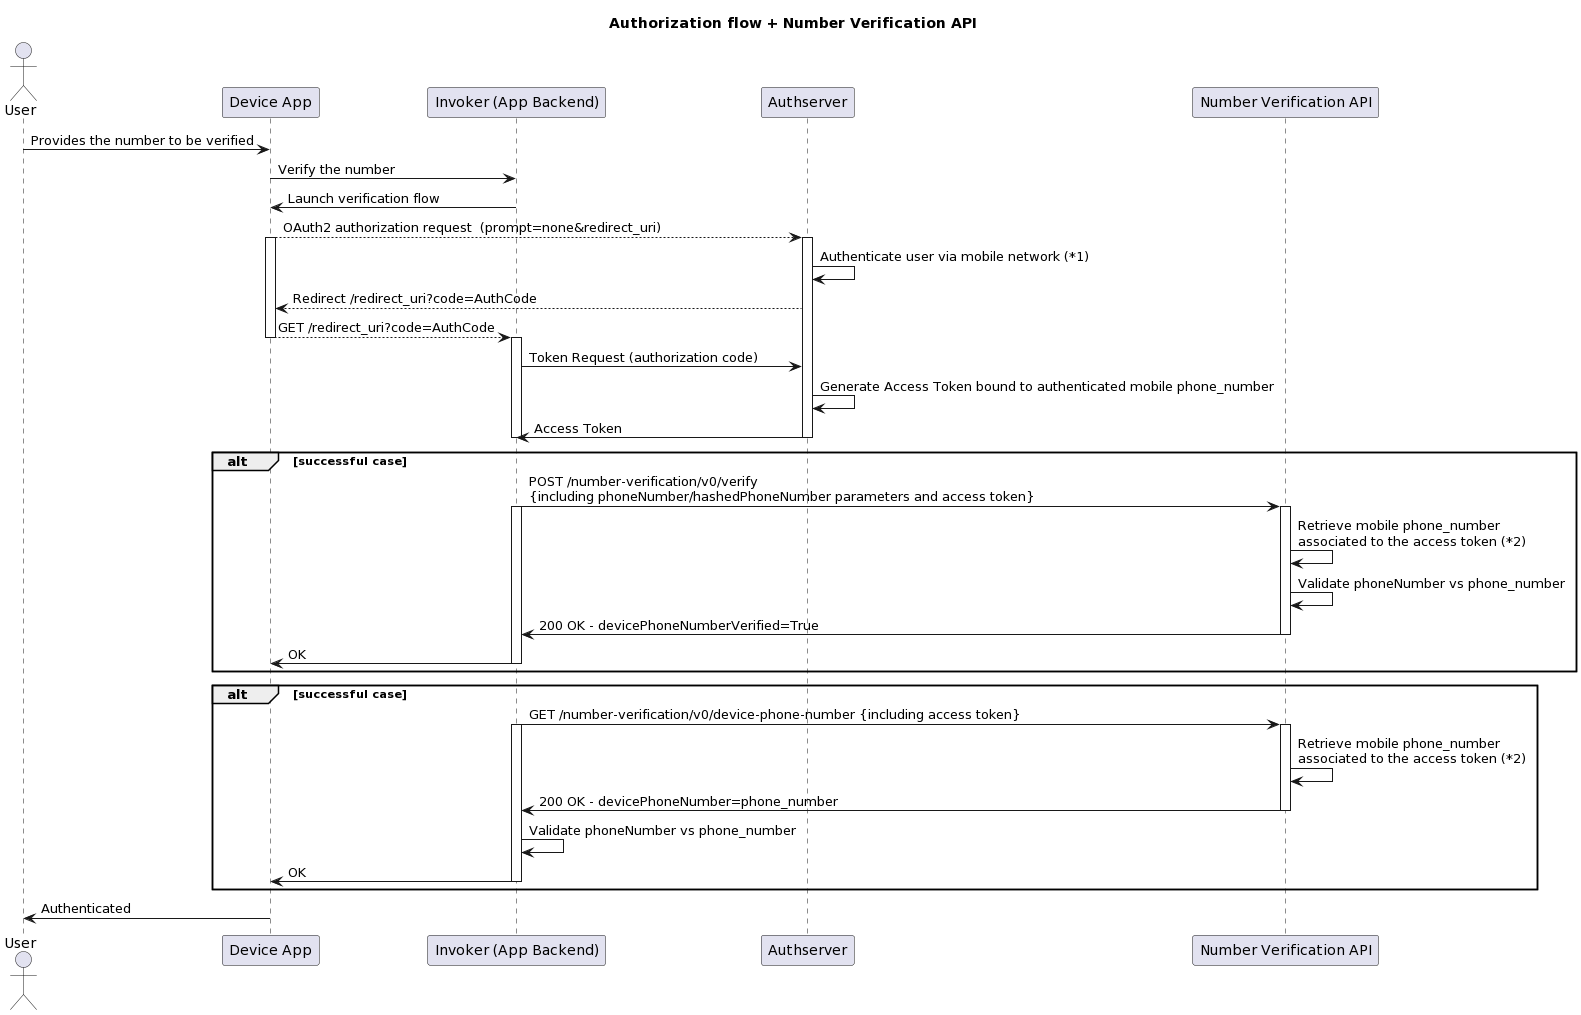 Authorization flow + Number Verification API
User
Device App
Invoker (App Backend)
Authserver
Number Verification API
Provides the number to be verified
Verify the number
Launch verification flow
OAuth2 authorization request  (prompt=none&redirect_uri)
Authenticate user via mobile network (*1)
Redirect /redirect_uri?code=AuthCode
GET /redirect_uri?code=AuthCode
Token Request (authorization code)
Generate Access Token bound to authenticated mobile phone_number
Access Token
alt
[successful case]
POST /number-verification/v0/verify
{including phoneNumber/hashedPhoneNumber parameters and access token}
Retrieve mobile phone_number
associated to the access token (*2)
Validate phoneNumber vs phone_number
200 OK - devicePhoneNumberVerified=True
OK
alt
[successful case]
GET /number-verification/v0/device-phone-number {including access token}
Retrieve mobile phone_number
associated to the access token (*2)
200 OK - devicePhoneNumber=phone_number
Validate phoneNumber vs phone_number
OK
Authenticated
User
Device App
Invoker (App Backend)
Authserver
Number Verification API